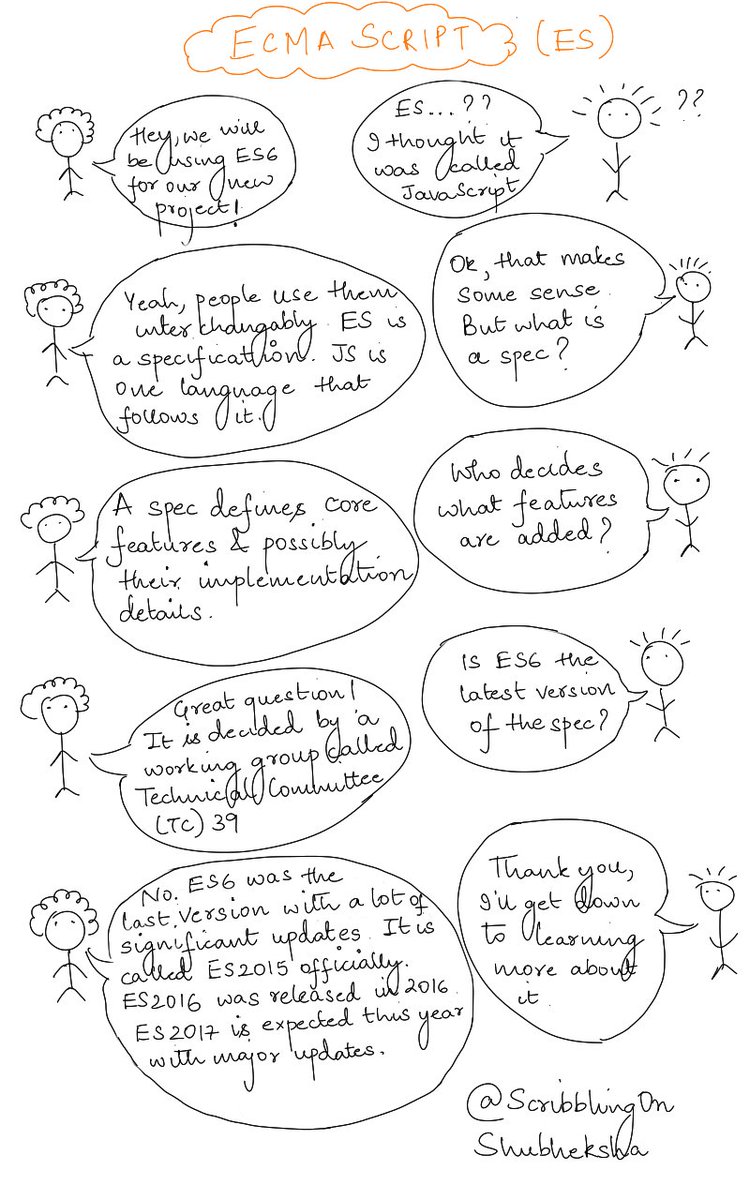 ECMA SCRIPT (ES)
Hey, we will
be using ES6
for our new
project!
ES...??
I thought it
was called
JavaScript
??
Yeah, people use them
interchangably. ES is
a specification. JS is
one language that
follows it.
Ok, that makes
some sense.
But what is
a spec?
A spec defines core
features & possibly
their implementation
details.
Who decides
what features
are added?
Great question!
It is decided by a
working group called
Technical Committee
(TC) 39
Is ES6 the
latest version
of the spec?
No. ES6 was the
last version with a lot of
significant updates. It is
called ES2015 officially.
ES2016 was released in 2016.
ES2017 is expected this year
with major updates.
Thank you,
I'll get down
to learning
more about
it.
@ScribblingOn
Shubheksha